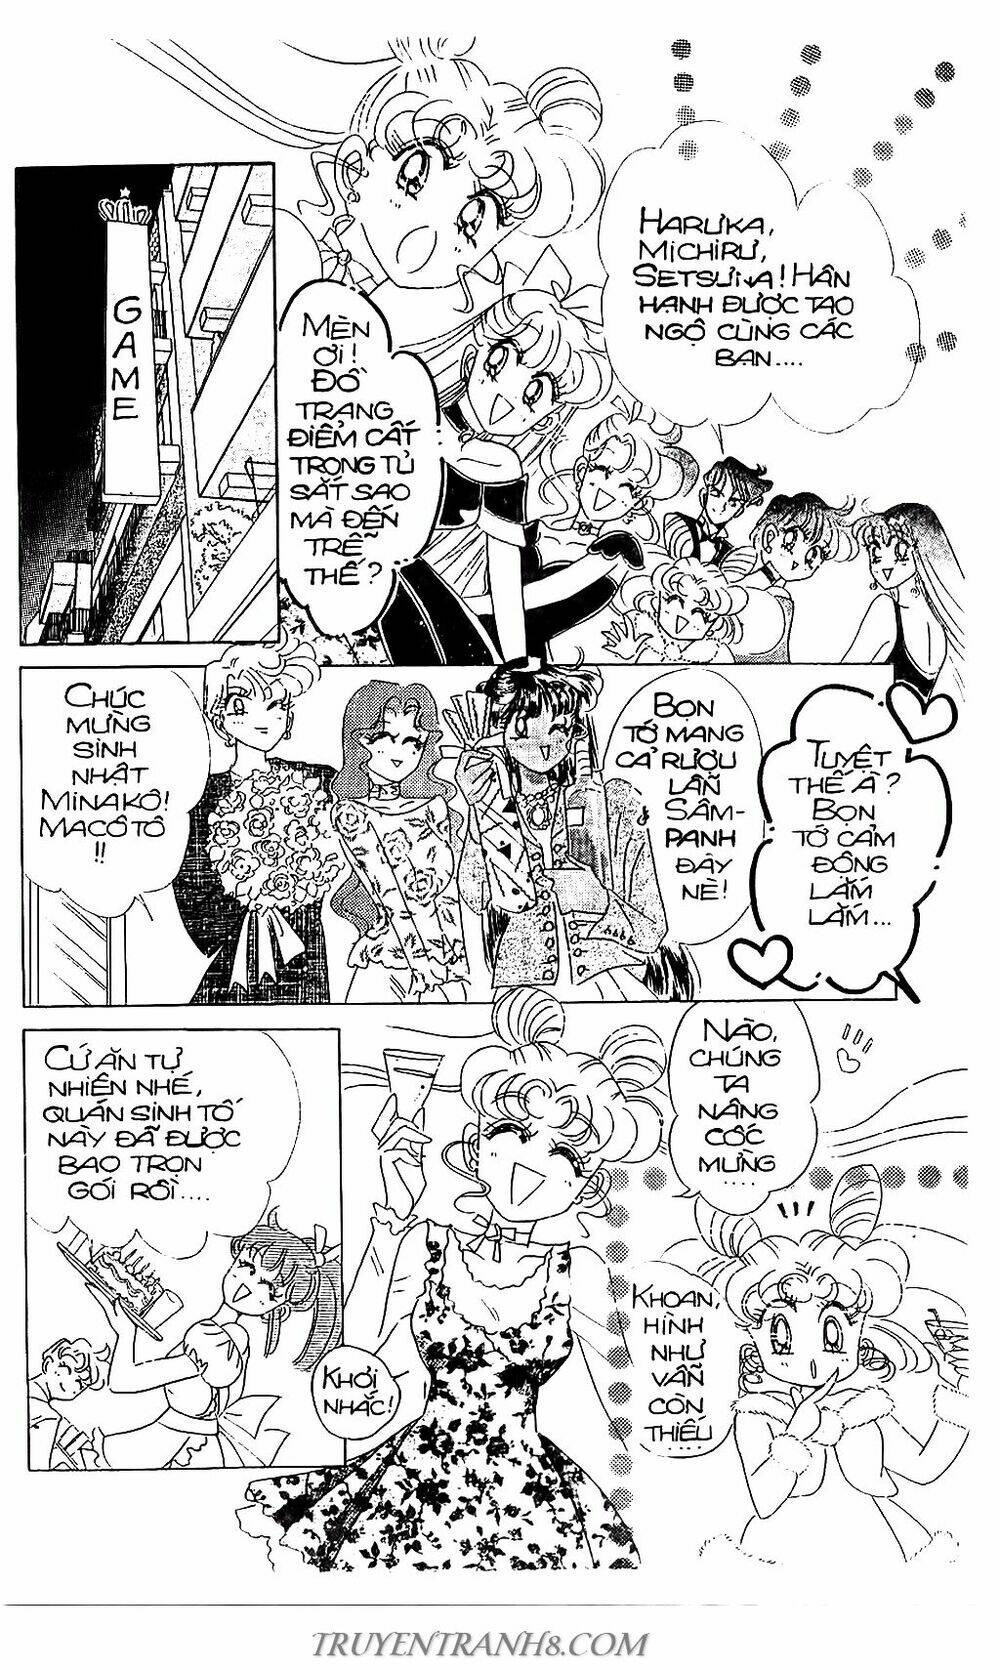 GAME
HARUKA,
MICHIRU,
SETSUNA! HÂN
HẠNH ĐƯỢC TAO
NGỘ CÙNG CÁC
BẠN....
MÈN
ƠI!
ĐỒ
TRANG
ĐIỂM CẤT
TRONG TỦ
SẮT SAO
MÀ ĐẾN
TRỄ
THẾ?
CHÚC
MỪNG
SINH
NHẬT
MINAKÔ!
MACÔTÔ
!!
BỌN
TỚ MANG
CẢ RƯỢU
LẪN
SÂM-
PANH
ĐÂY
NÈ!
TUYỆT
THẾ À?
BỌN
TỚ CẢM
ĐỘNG
LẮM
LẮM...
CỨ ĂN TỰ
NHIÊN NHÉ,
QUÁN SINH TỐ
NÀY ĐÃ ĐƯỢC
BAO TRỌN
GÓI RỒI....
NÀO,
CHÚNG
TA
NÂNG
CỐC
MỪNG
....
KHỞI
NHẠC!
KHOAN,
HÌNH
NHƯ
VẪN
CÒN
THIẾU
....
TRUYENTRANH8.COM